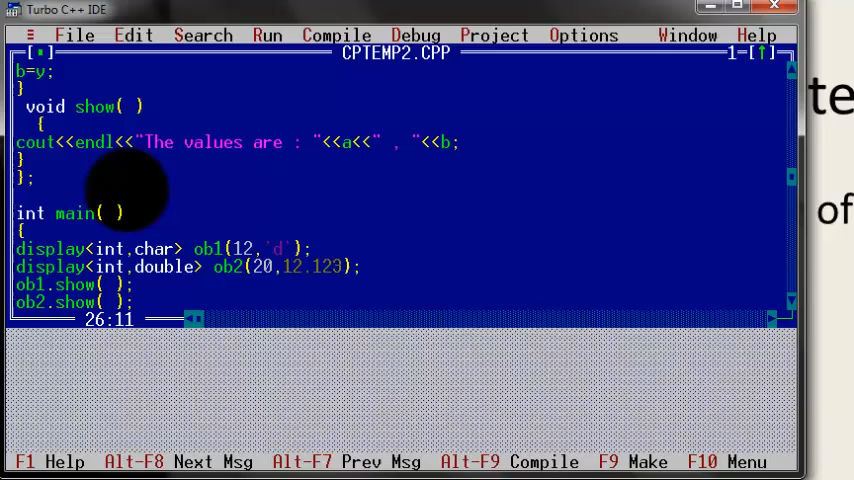 Turbo C++ IDE
≡ File Edit Search Run Compile Debug Project Options Window Help
[▪] CPTEMP2.CPP 1=[↑]
te
b=y;
}
void show( )
{
cout<<endl<<"The values are : "<<a<<" , "<<b;
}
};
of
int main( )
{
display<int,char> ob1(12,`d`);
display<int,double> ob2(20,12.123);
ob1.show( );
ob2.show( );
26:11
F1 Help Alt-F8 Next Msg Alt-F7 Prev Msg Alt-F9 Compile F9 Make F10 Menu